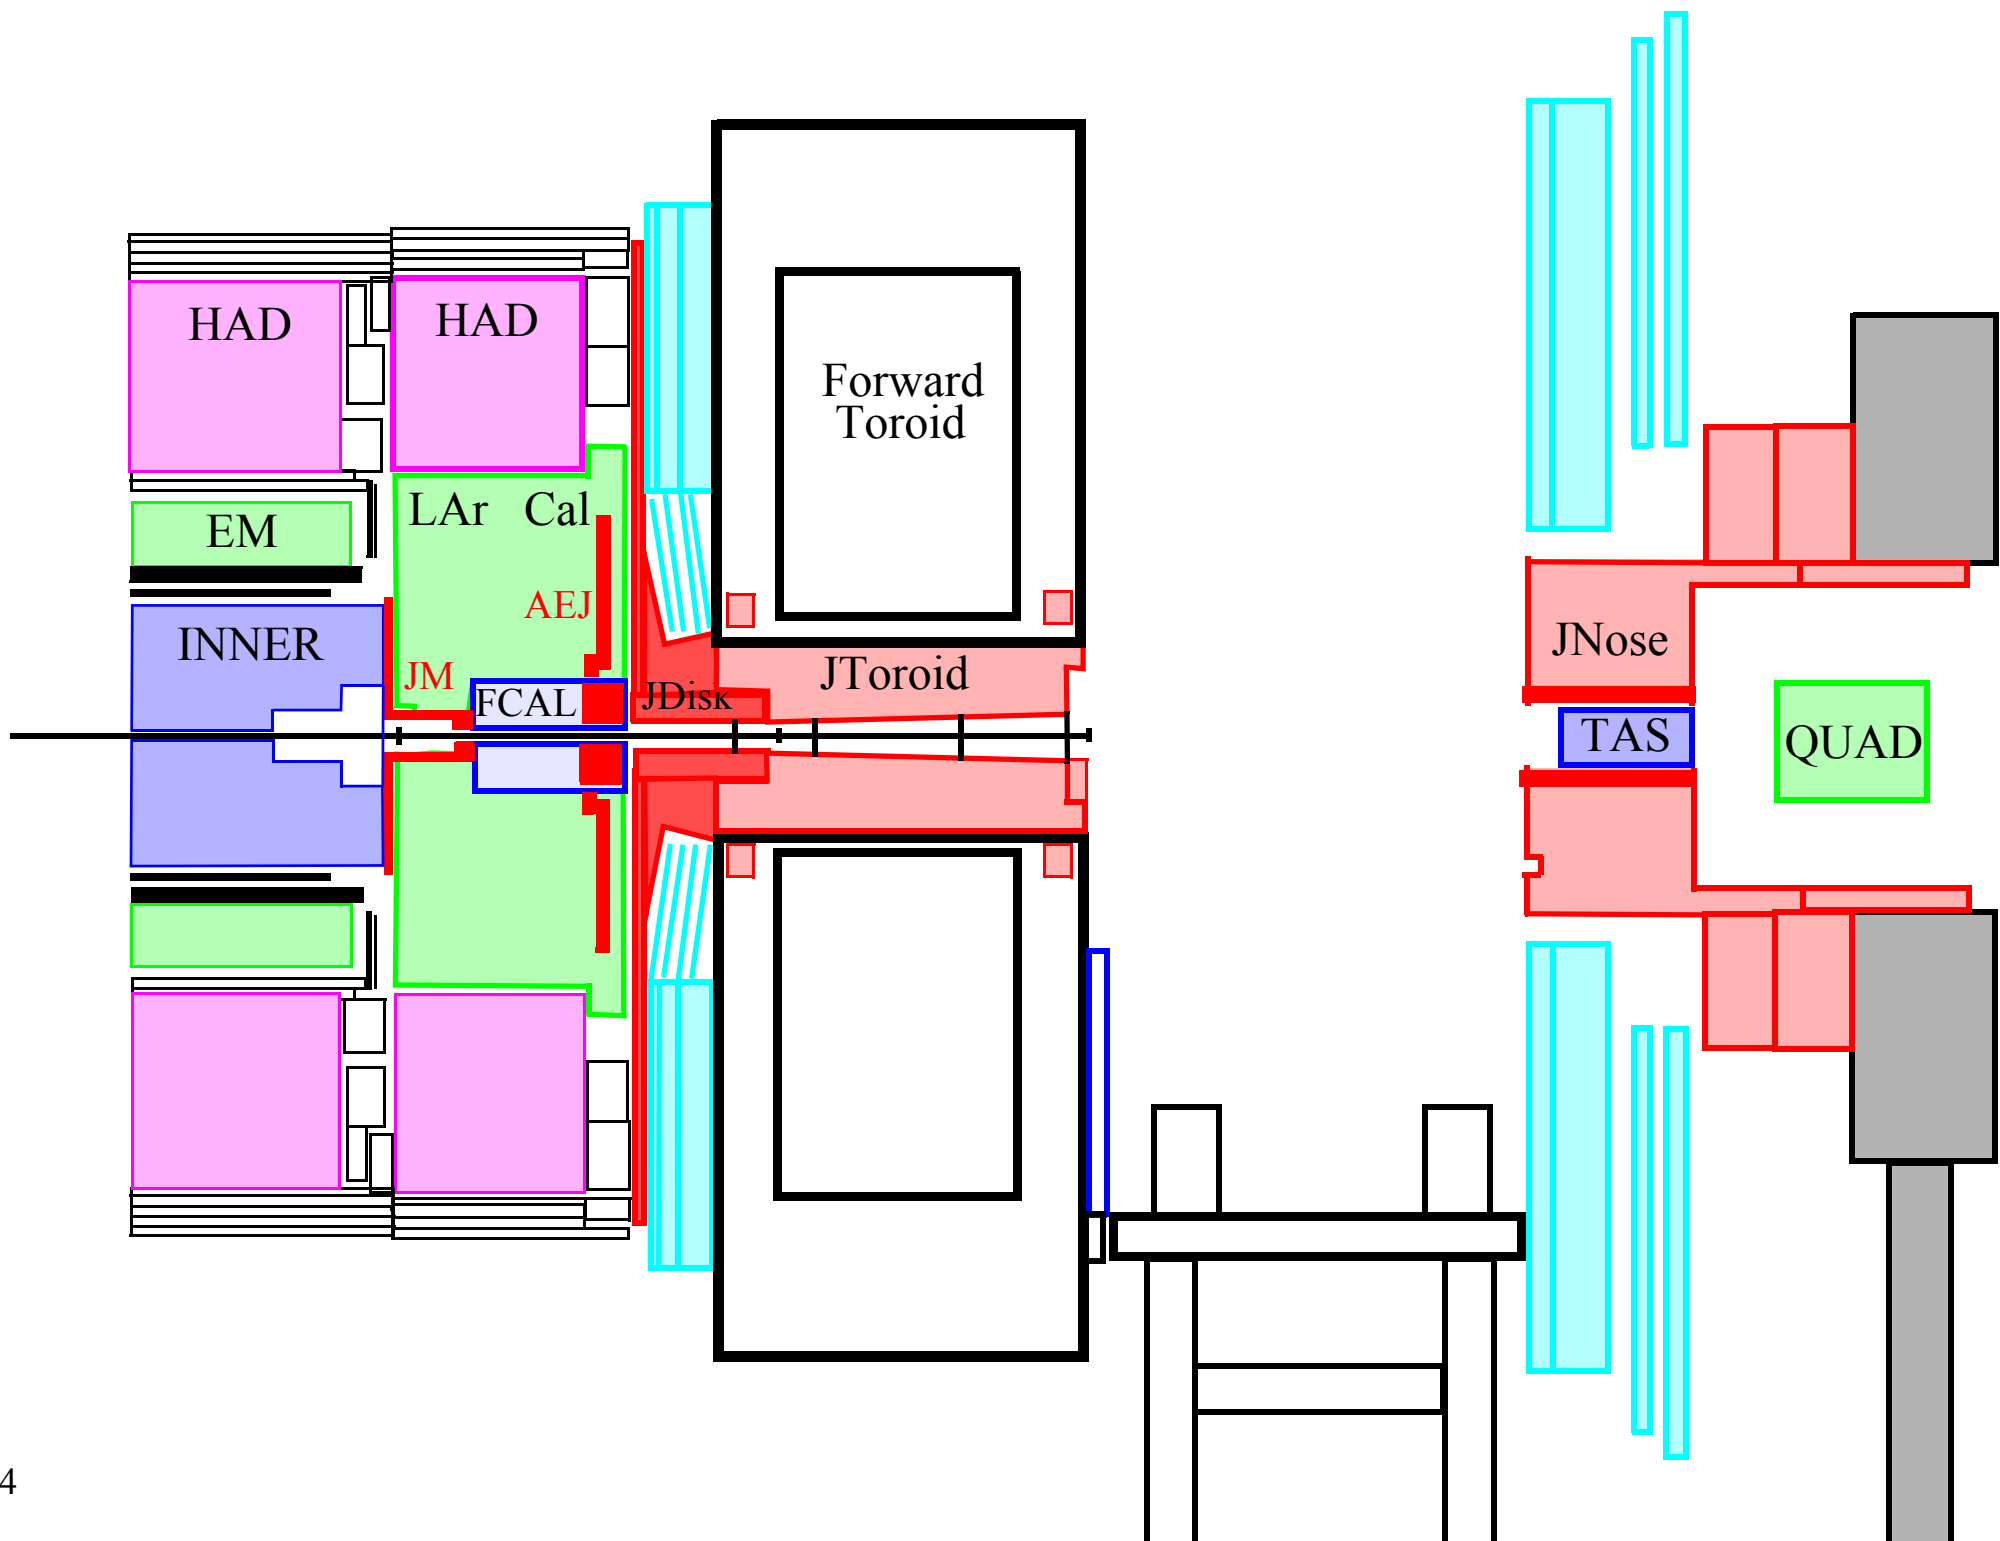 HAD
HAD
Forward
Toroid
LAr Cal
EM
AEJ
INNER
JNose
JM
JToroid
FCAL
JDisk
TAS
QUAD
4